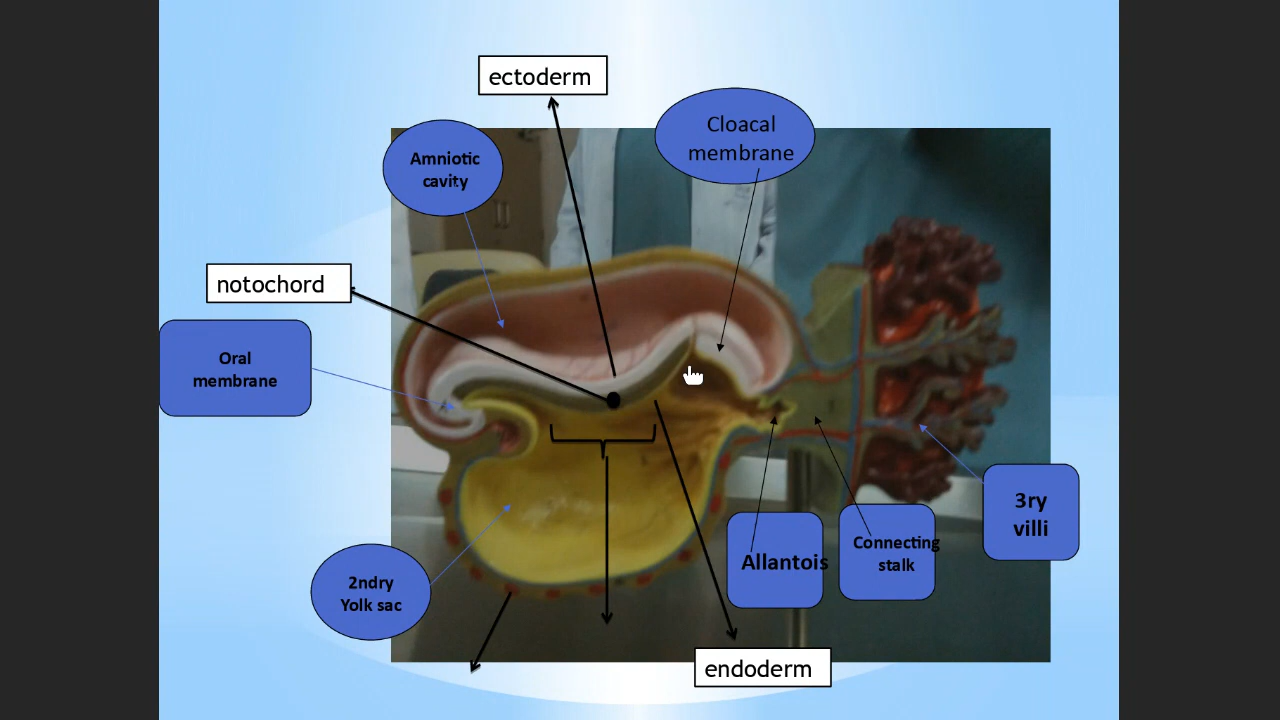 ectoderm
Cloacal
membrane
Amniotic
cavity
notochord
Oral
membrane
3ry
villi
Connecting
stalk
Allantois
2ndry
Yolk sac
endoderm